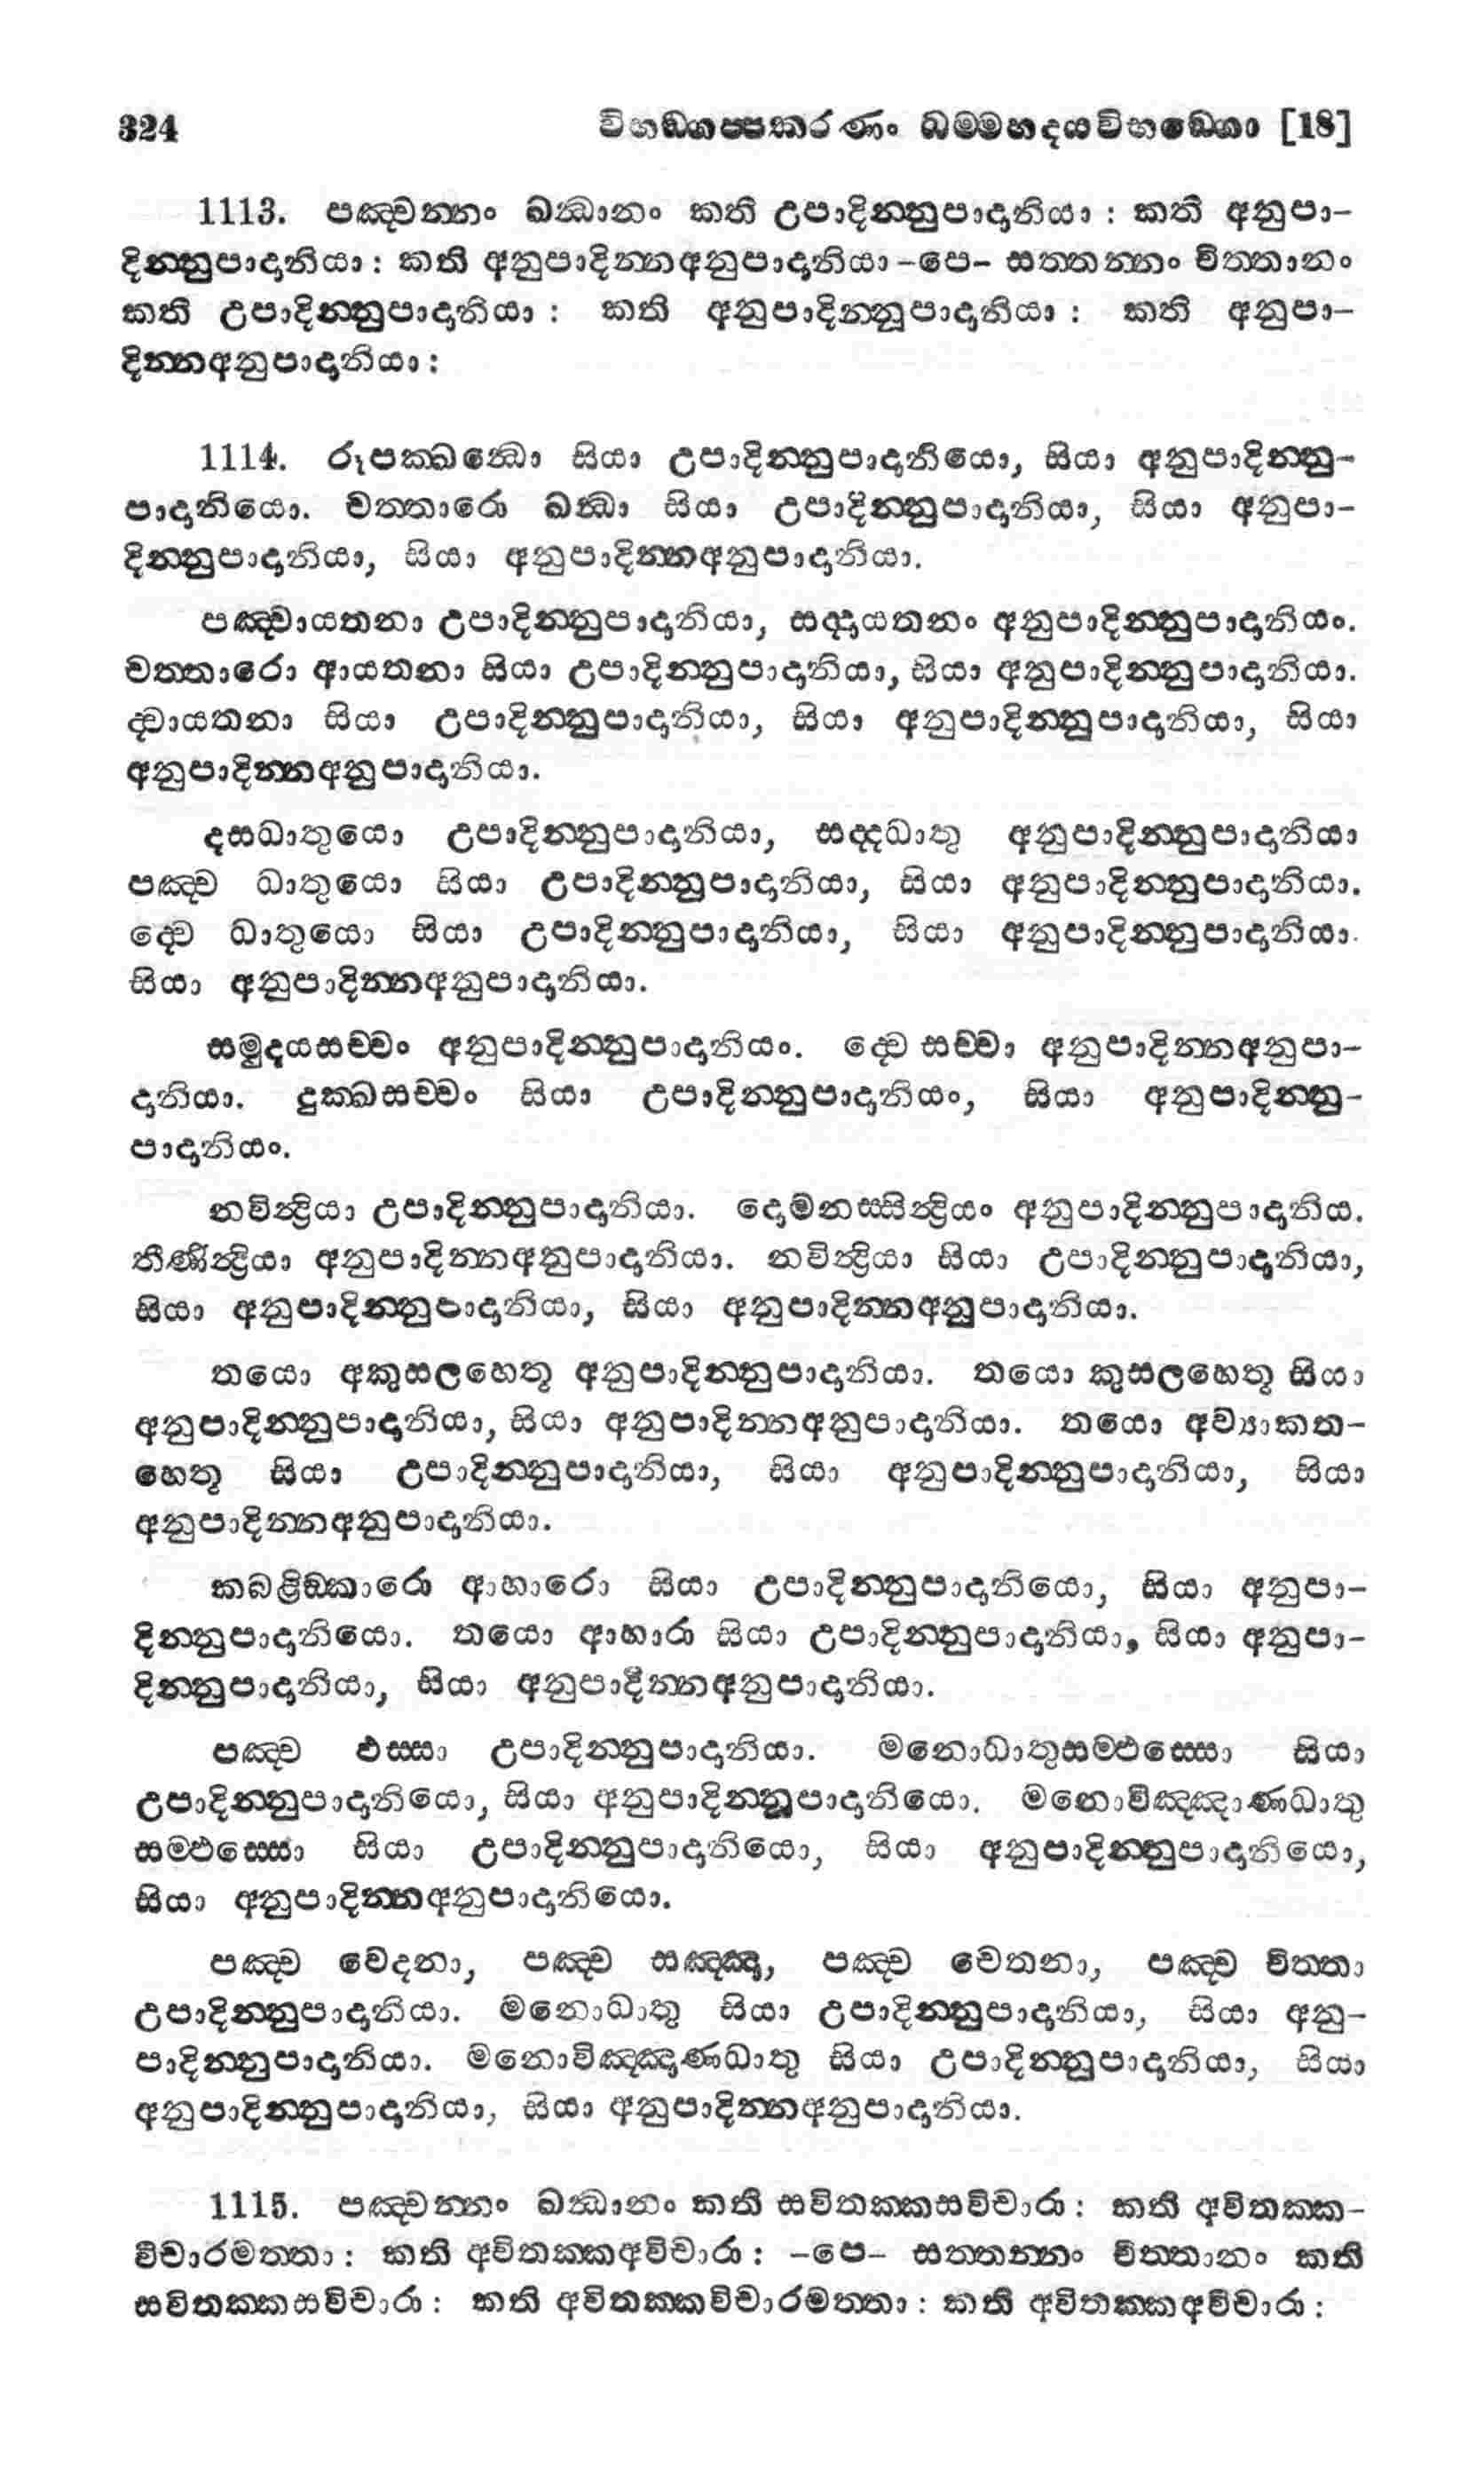 324 විභඞ්ගප්පකරණං ධම්මහදයවිභඞ්ගො [18]
1113. පඤ්චන්නං ඛන්ධානං කති උපාදින්නුපාදානියා : කති අනුපා-
දින්නුපාදානියා : කති අනුපාදින්නඅනුපාදානියා -පෙ- සත්තන්නං චිත්තානං
කති උපාදින්නුපාදානියා : කති අනුපාදින්නූපාදානියා : කති අනුපා-
දින්නඅනුපාදානියා :
1114. රූපක්ඛන්ධො සියා උපාදින්නුපාදානියො, සියා අනුපාදින්නු-
පාදානියො. චත්තාරො ඛන්ධා සියා උපාදින්නුපාදානියා, සියා අනුපා-
දින්නුපාදානියා, සියා අනුපාදින්නඅනුපාදානියා.
පඤ්චායතනා උපාදින්නුපාදානියා, සද්දායතනං අනුපාදින්නුපාදානියං.
චත්තාරො ආයතනා සියා උපාදින්නුපාදානියා, සියා අනුපාදින්නුපාදානියා.
ද්වායතනා සියා උපාදින්නුපාදානියා, සියා අනුපාදින්නූපාදානියා, සියා
අනුපාදින්නඅනුපාදානියා.
දසධාතුයො උපාදින්නුපාදානියා, සද්දධාතු අනුපාදින්නුපාදානියා
පඤ්ච ධාතුයො සියා උපාදින්නුපාදානියා, සියා අනුපාදින්නුපාදානියා.
ද්වෙ ධාතුයො සියා උපාදින්නුපාදානියා, සියා අනුපාදින්නුපාදානියා.
සියා අනුපාදින්නඅනුපාදානියා.
සමුදයසච්චං අනුපාදින්නුපාදානියං. ද්වෙ සච්චා අනුපාදින්නඅනුපා-
දානියා. දුක්ඛසච්චං සියා උපාදින්නුපාදානියං, සියා අනුපාදින්නු-
පාදානියං.
නවින්ද්‍රියා උපාදින්නුපාදානියා. දොමනස්සින්ද්‍රියං අනුපාදින්නුපාදානිය.
තීණින්ද්‍රියා අනුපාදින්නඅනුපාදානියා. නවින්ද්‍රියා සියා උපාදින්නුපාදානියා,
සියා අනුපාදින්නුපාදානියා, සියා අනුපාදින්නඅනුපාදානියා.
තයො අකුසලහෙතූ අනුපාදින්නුපාදානියා. තයො කුසලහෙතූ සියා
අනුපාදින්නුපාදානියා, සියා අනුපාදින්නඅනුපාදානියා. තයො අව්‍යාකත-
හෙතූ සියා උපාදින්නුපාදානියා, සියා අනුපාදින්නුපාදානියා, සියා
අනුපාදින්නඅනුපාදානියා.
කබළිඞ්කාරො ආහාරො සියා උපාදින්නුපාදානියො, සියා අනුපා-
දින්නුපාදානියො. තයො ආහාරා සියා උපාදින්නුපාදානියා, සියා අනුපා-
දින්නුපාදානියා, සියා අනුපාදින්නඅනුපාදානියා.
පඤ්ච ඵස්සා උපාදින්නුපාදානියා. මනොධාතුසම්ඵස්සො සියා
උපාදින්නුපාදානියො, සියා අනුපාදින්නූපාදානියො. මනොවිඤ්ඤාණධාතු
සම්ඵස්සො සියා උපාදින්නුපාදානියො, සියා අනුපාදින්නුපාදානියො,
සියා අනුපාදින්නඅනුපාදානියො.
පඤ්ච වෙදනා, පඤ්ච සඤ්ඤා, පඤ්ච චෙතනා, පඤ්ච චිත්තා
උපාදින්නුපාදානියා. මනොධාතු සියා උපාදින්නුපාදානියා, සියා අනු-
පාදින්නුපාදානියා. මනොවිඤ්ඤාණධාතු සියා උපාදින්නූපාදානියා, සියා
අනුපාදින්නුපාදානියා, සියා අනුපාදින්නඅනුපාදානියා.
1115. පඤ්චන්නං ඛන්ධානං කති සවිතක්කසවිචාරා : කති අවිතක්ක-
විචාරමත්තා : කති අවිතක්කඅවිචාරා : -පෙ- සත්තන්නං චිත්තානං කති
සවිතක්කසවිචාරා : කති අවිතක්කවිචාරමත්තා : කති අවිතක්කඅවිචාරා :